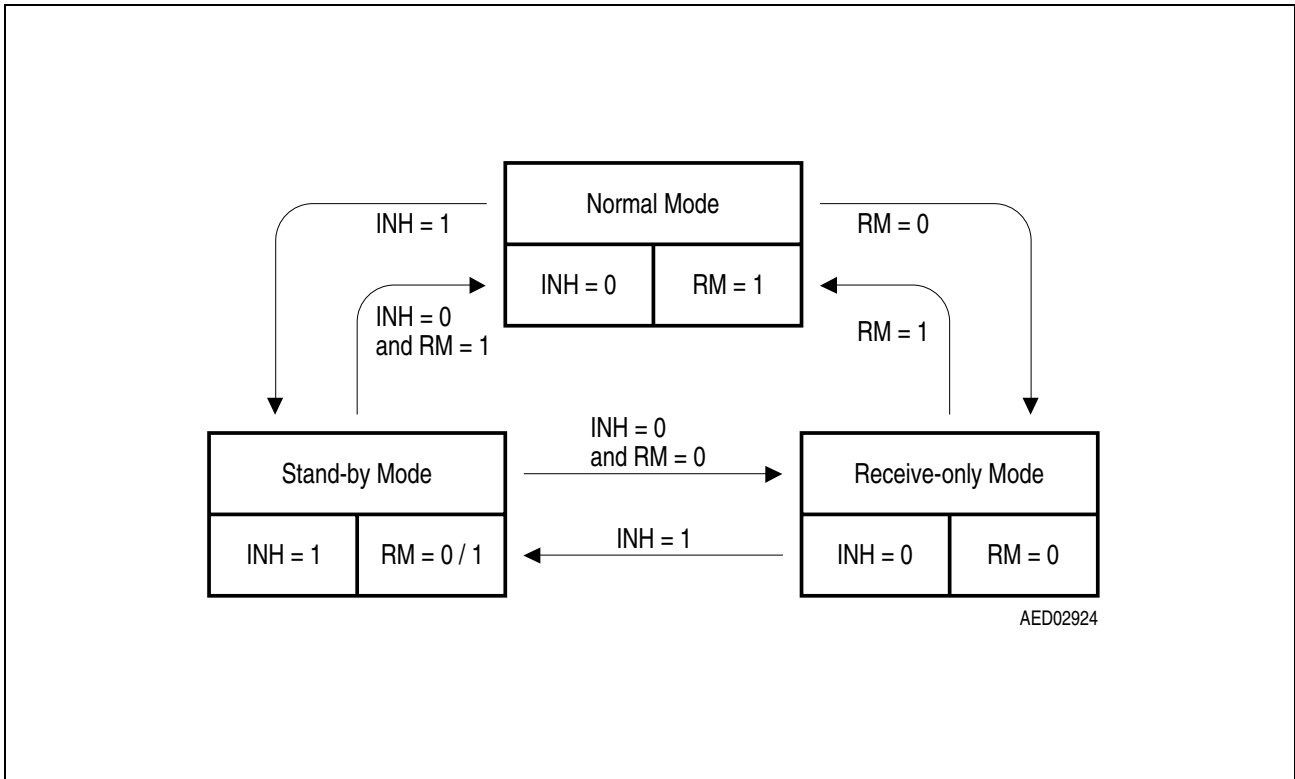 Normal Mode
INH = 1
RM = 0
INH = 0
RM = 1
INH = 0
and RM = 1
RM = 1
INH = 0
and RM = 0
Stand-by Mode
Receive-only Mode
INH = 1
INH = 1
RM = 0 / 1
INH = 0
RM = 0
AED02924